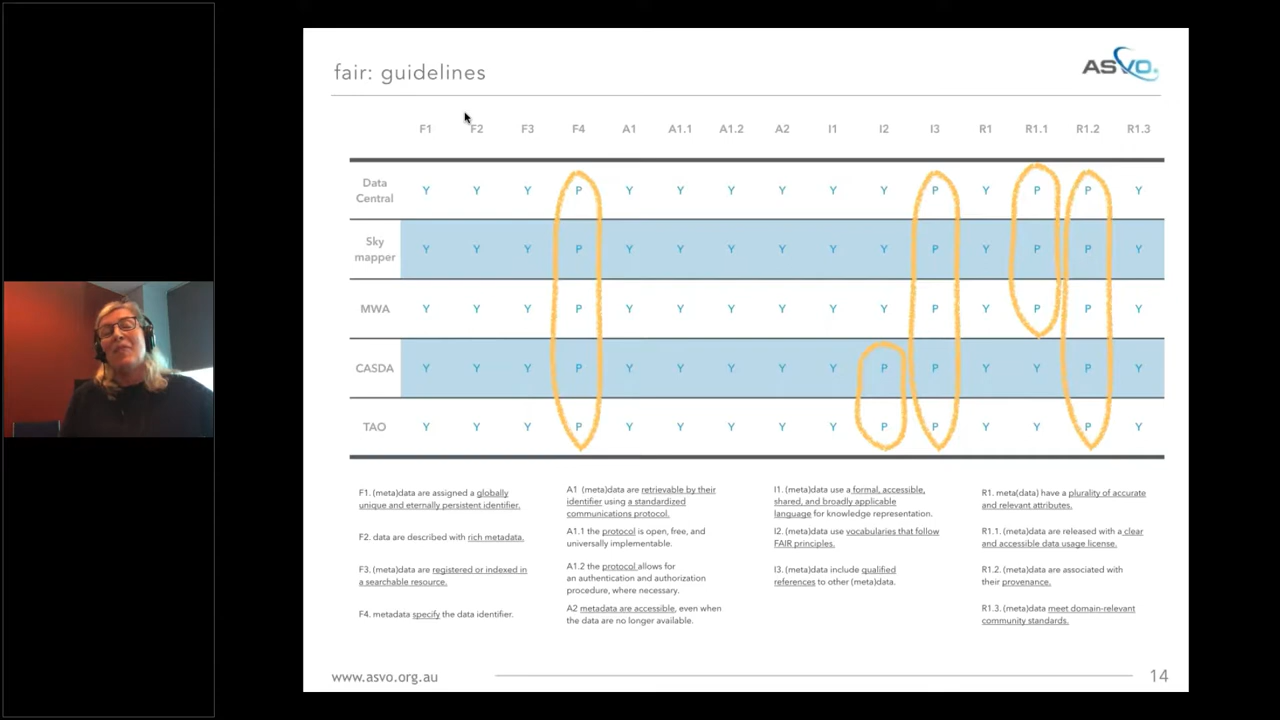 fair: guidelines
ASVO
F1 F2 F3 F4 A1 A1.1 A1.2 A2 I1 I2 I3 R1 R1.1 R1.2 R1.3
Data
Central
Y Y Y P Y Y Y Y Y Y P Y P P Y
Sky
mapper
Y Y Y P Y Y Y Y Y Y P Y P P Y
MWA Y Y Y P Y Y Y Y Y Y P Y P P Y
CASDA Y Y Y P Y Y Y Y Y P P Y Y P Y
TAO Y Y Y P Y Y Y Y Y P P Y Y P Y
F1. (meta)data are assigned a globally
unique and eternally persistent identifier.
F2. data are described with rich metadata.
F3. (meta)data are registered or indexed in
a searchable resource.
F4. metadata specify the data identifier.
A1 (meta)data are retrievable by their
identifier using a standardized
communications protocol.
A1.1 the protocol is open, free, and
universally implementable.
A1.2 the protocol allows for
an authentication and authorization
procedure, where necessary.
A2 metadata are accessible, even when
the data are no longer available.
I1. (meta)data use a formal, accessible,
shared, and broadly applicable
language for knowledge representation.
I2. (meta)data use vocabularies that follow
FAIR principles.
I3. (meta)data include qualified
references to other (meta)data.
R1. meta(data) have a plurality of accurate
and relevant attributes.
R1.1. (meta)data are released with a clear
and accessible data usage license.
R1.2. (meta)data are associated with
their provenance.
R1.3. (meta)data meet domain-relevant
community standards.
www.asvo.org.au
14